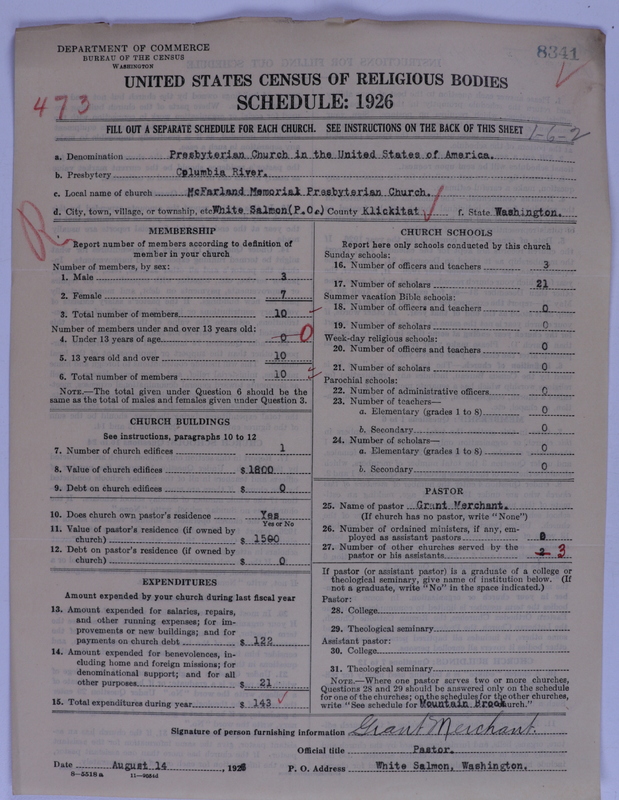 DEPARTMENT OF COMMERCE
BUREAU OF THE CENSUS
WASHINGTON
8341
UNITED STATES CENSUS OF RELIGIOUS BODIES
SCHEDULE: 1926
473
FILL OUT A SEPARATE SCHEDULE FOR EACH CHURCH. SEE INSTRUCTIONS ON THE BACK OF THIS SHEET
1-6-2
a. Denomination Presbyterian Church in the United States of America.
b. Presbytery Columbia River.
c. Local name of church McFarland Memorial Presbyterian Church.
d. City, town, village, or township, etc White Salmon(P.O.) County Klickitat f. State Washington.
R
MEMBERSHIP
Report number of members according to definition of
member in your church
Number of members, by sex:
1. Male 3
2. Female 7
3. Total number of members 10
Number of members under and over 13 years old:
4. Under 13 years of age 0 0
5. 13 years old and over 10
6. Total number of members 10
NOTE.—The total given under Question 6 should be
same as the total of males and females given under Question 3.
CHURCH BUILDINGS
See instructions, paragraphs 10 to 12
7. Number of church edifices 1
8. Value of church edifices $ 1800
9. Debt on church edifices $ 0
10. Does church own pastor's residence Yes
Yes or No
11. Value of pastor's residence (if owned by
church) $ 1500
12. Debt on pastor's residence (if owned by
church) $ 0
EXPENDITURES
Amount expended by your church during last fiscal year
13. Amount expended for salaries, repairs,
and other running expenses; for im-
provements or new buildings; and for
payments on church debt $ 122
14. Amount expended for benevolences, in-
cluding home and foreign missions; for
denominational support; and for all
other purposes $ 21
15. Total expenditures during year $ 143
CHURCH SCHOOLS
Report here only schools conducted by this church
Sunday schools:
16. Number of officers and teachers 3
17. Number of scholars 21
Summer vacation Bible schools:
18. Number of officers and teachers 0
19. Number of scholars 0
Week-day religious schools:
20. Number of officers and teachers 0
21. Number of scholars 0
Parochial schools:
22. Number of administrative officers 0
23. Number of teachers—
a. Elementary (grades 1 to 8) 0
b. Secondary 0
24. Number of scholars—
a. Elementary (grades 1 to 8) 0
b. Secondary 0
PASTOR
25. Name of pastor Grant Merchant.
(If church has no pastor, write "None")
26. Number of ordained ministers, if any, em-
ployed as assistant pastors 0
27. Number of other churches served by the
pastor or his assistants 2 3
If pastor (or assistant pastor) is a graduate of a college or
theological seminary, give name of institution below. (If
not a graduate, write "No" in the space indicated.)
Pastor:
28. College
29. Theological seminary
Assistant pastor:
30. College
31. Theological seminary
NOTE.—Where one pastor serves two or more churches,
Questions 28 and 29 should be answered only on the schedule
for one of the churches; on the schedules for the other churches,
write "See schedule for Mountain Brook church."
Signature of person furnishing information Grant Merchant.
Official title Pastor.
Date August 14, 192
P. O. Address White Salmon, Washington.
8—5518 a